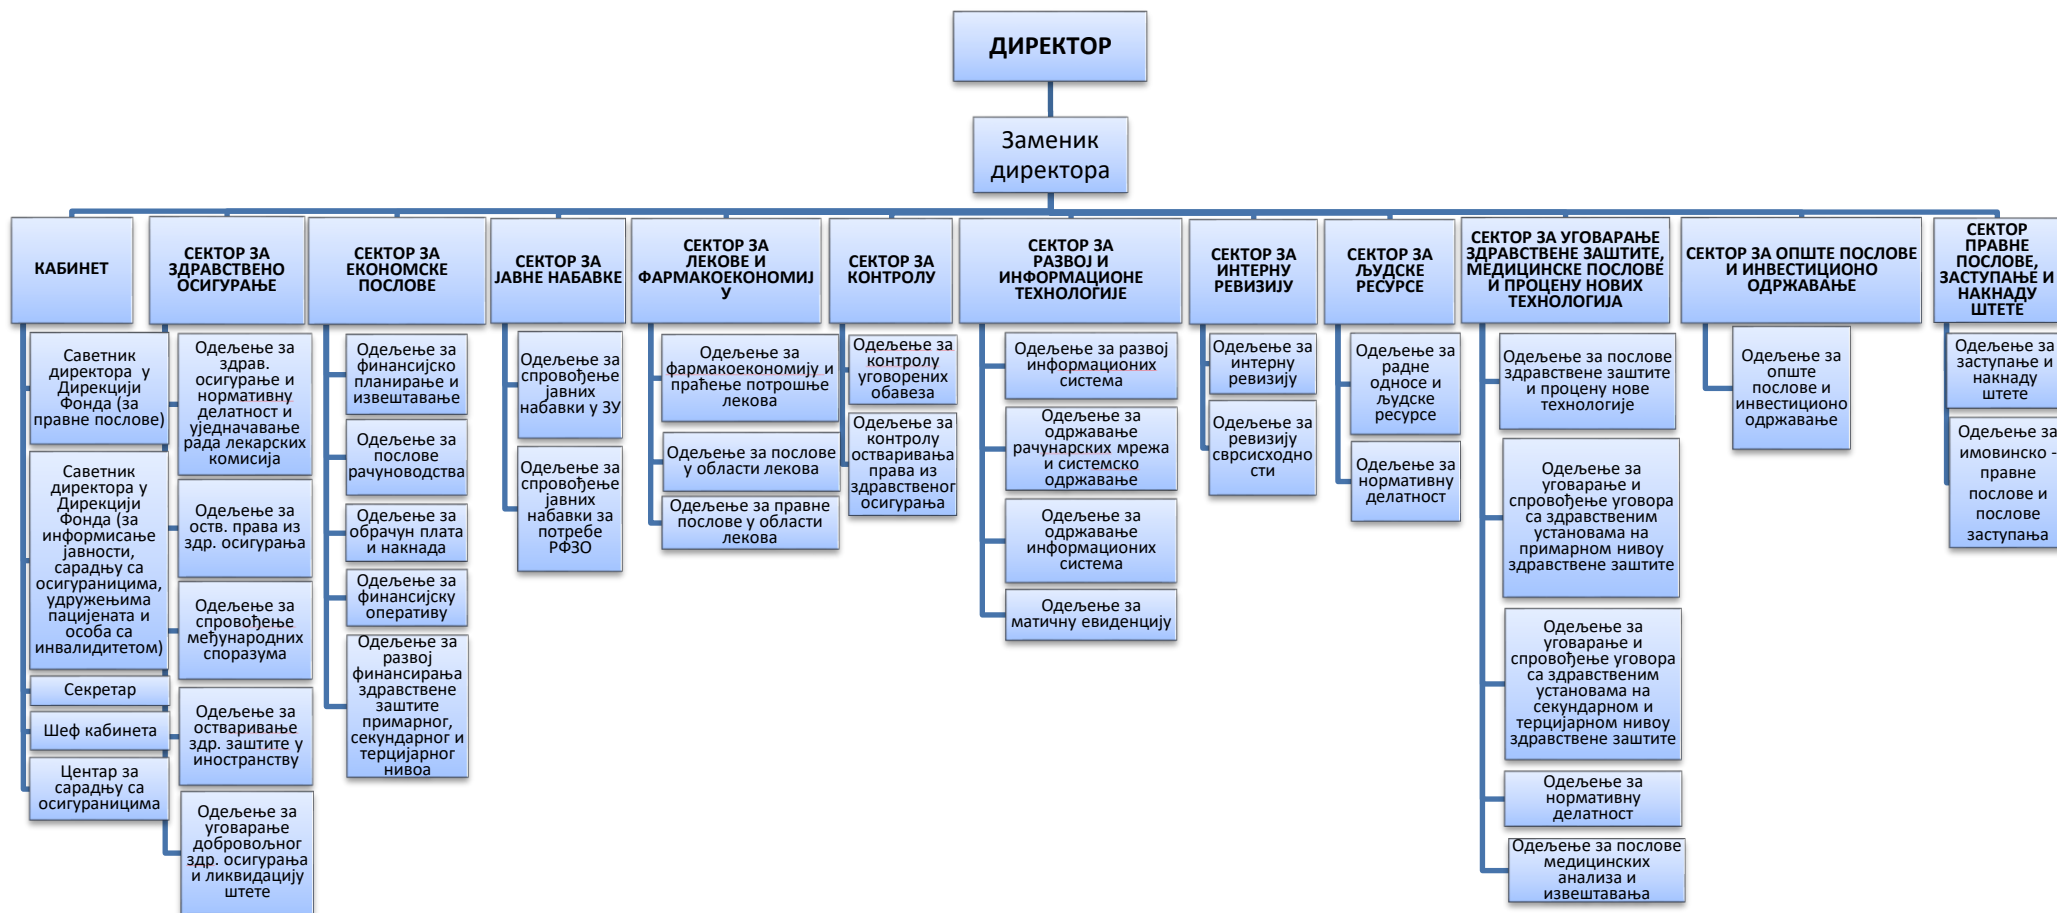 ДИРЕКТОР
Заменик
директора
КАБИНЕТ
Саветник
директора у
Дирекцији
Фонда (за
правне послове)
Саветник
директора у
Дирекцији
Фонда (за
информисање
јавности,
сарадњу са
осигураницима,
удружењима
пацијената и
особа са
инвалидитетом)
Секретар
Шеф кабинета
Центар за
сарадњу са
осигураницима
СЕКТОР ЗА
ЗДРАВСТВЕНО
ОСИГУРАЊЕ
Одељење за
здрав.
осигурање и
нормативну
делатност и
уједначавање
рада лекарских
комисија
Одељење за
оств. права из
здр. осигурања
Одељење за
спровођење
међународних
споразума
Одељење за
остваривање
здр. заштите у
иностранству
Одељење за
уговарање
добровољног
здр. осигурања
и ликвидацију
штете
СЕКТОР ЗА
ЕКОНОМСКЕ
ПОСЛОВЕ
Одељење за
финансијско
планирање и
извештавање
Одељење за
послове
рачуноводства
Одељење за
обрачун плата
и накнада
Одељење за
финансијску
оперативу
Одељење за
развој
финансирања
здравствене
заштите
примарног,
секундарног и
терцијарног
нивоа
СЕКТОР ЗА
ЈАВНЕ НАБАВКЕ
Одељење за
спровођење
јавних
набавки у ЗУ
Одељење за
спровођење
јавних
набавки за
потребе
РФЗО
СЕКТОР ЗА
ЛЕКОВЕ И
ФАРМАКОЕКОНОМИЈ
У
Одељење за
фармакоекономију и
праћење потрошње
лекова
Одељење за послове
у области лекова
Одељење за правне
послове у области
лекова
СЕКТОР ЗА
КОНТРОЛУ
Одељење за
контролу
уговорених
обавеза
Одељење за
контролу
остваривања
права из
здравственог
осигурања
СЕКТОР ЗА
РАЗВОЈ И
ИНФОРМАЦИОНЕ
ТЕХНОЛОГИЈЕ
Одељење за развој
информационих
система
Одељење за
одржавање
рачунарских мрежа
и системско
одржавање
Одељење за
одржавање
информационих
система
Одељење за
матичну евиденцију
СЕКТОР ЗА
ИНТЕРНУ
РЕВИЗИЈУ
Одељење за
интерну
ревизију
Одељење за
ревизију
сврсисходно
сти
СЕКТОР ЗА
ЉУДСКЕ
РЕСУРСЕ
Одељење за
радне
односе и
људске
ресурсе
Одељење за
нормативну
делатност
СЕКТОР ЗА УГОВАРАЊЕ
ЗДРАВСТВЕНЕ ЗАШТИТЕ,
МЕДИЦИНСКЕ ПОСЛОВЕ
И ПРОЦЕНУ НОВИХ
ТЕХНОЛОГИЈА
Одељење за послове
здравствене заштите
и процену нове
технологије
Одељење за
уговарање и
спровођење уговора
са здравственим
установама на
примарном нивоу
здравствене заштите
Одељење за
уговарање и
спровођење уговора
са здравственим
установама на
секундарном и
терцијарном нивоу
здравствене заштите
Одељење за
нормативну
делатност
Одељење за послове
медицинских
анализа и
извештавања
СЕКТОР ЗА ОПШТЕ ПОСЛОВЕ
И ИНВЕСТИЦИОНО
ОДРЖАВАЊЕ
Одељење за
опште
послове и
инвестиционо
одржавање
СЕКТОР
ПРАВНЕ
ПОСЛОВЕ,
ЗАСТУПАЊЕ И
НАКНАДУ
ШТЕТЕ
Одељење за
заступање и
накнаду
штете
Одељење за
имовинско -
правне
послове и
послове
заступања